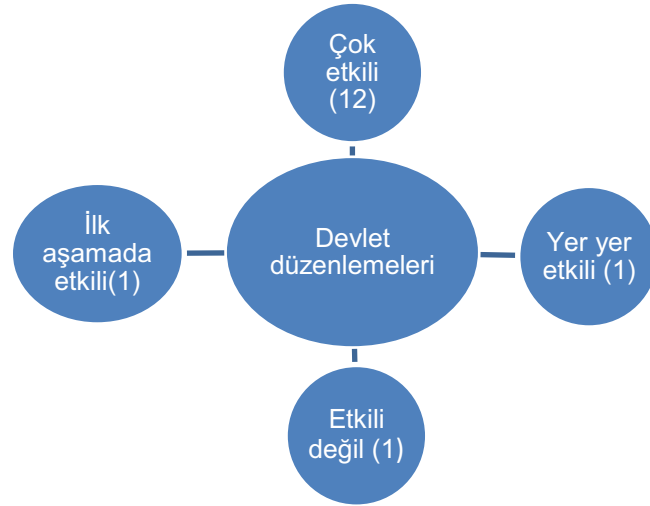 Çok
etkili
(12)
İlk
aşamada
etkili(1)
Devlet
düzenlemeleri
Yer yer
etkili (1)
Etkili
değil (1)